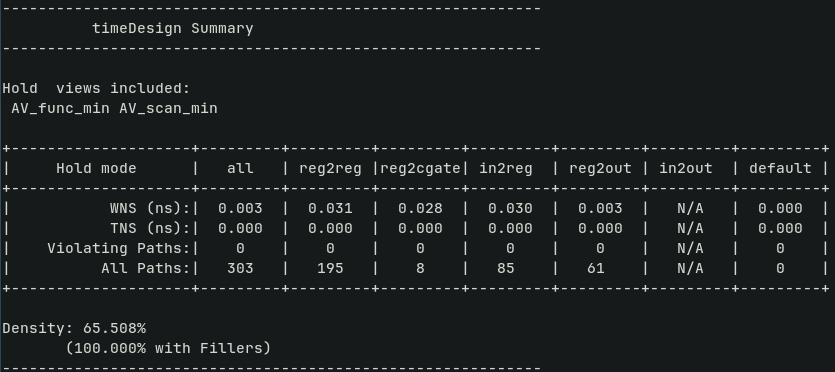 ------------------------------------------------------------
          timeDesign Summary
------------------------------------------------------------

Hold  views included:
 AV_func_min AV_scan_min

+--------------------+---------+---------+---------+---------+---------+---------+---------+
|     Hold mode      |   all   | reg2reg |reg2cgate| in2reg  | reg2out | in2out  | default |
+--------------------+---------+---------+---------+---------+---------+---------+---------+
|           WNS (ns):|  0.003  |  0.031  |  0.028  |  0.030  |  0.003  |   N/A   |  0.000  |
|           TNS (ns):|  0.000  |  0.000  |  0.000  |  0.000  |  0.000  |   N/A   |  0.000  |
|    Violating Paths:|    0    |    0    |    0    |    0    |    0    |   N/A   |    0    |
|          All Paths:|   303   |   195   |    8    |   85    |   61    |   N/A   |    0    |
+--------------------+---------+---------+---------+---------+---------+---------+---------+

Density: 65.508%
       (100.000% with Fillers)
------------------------------------------------------------